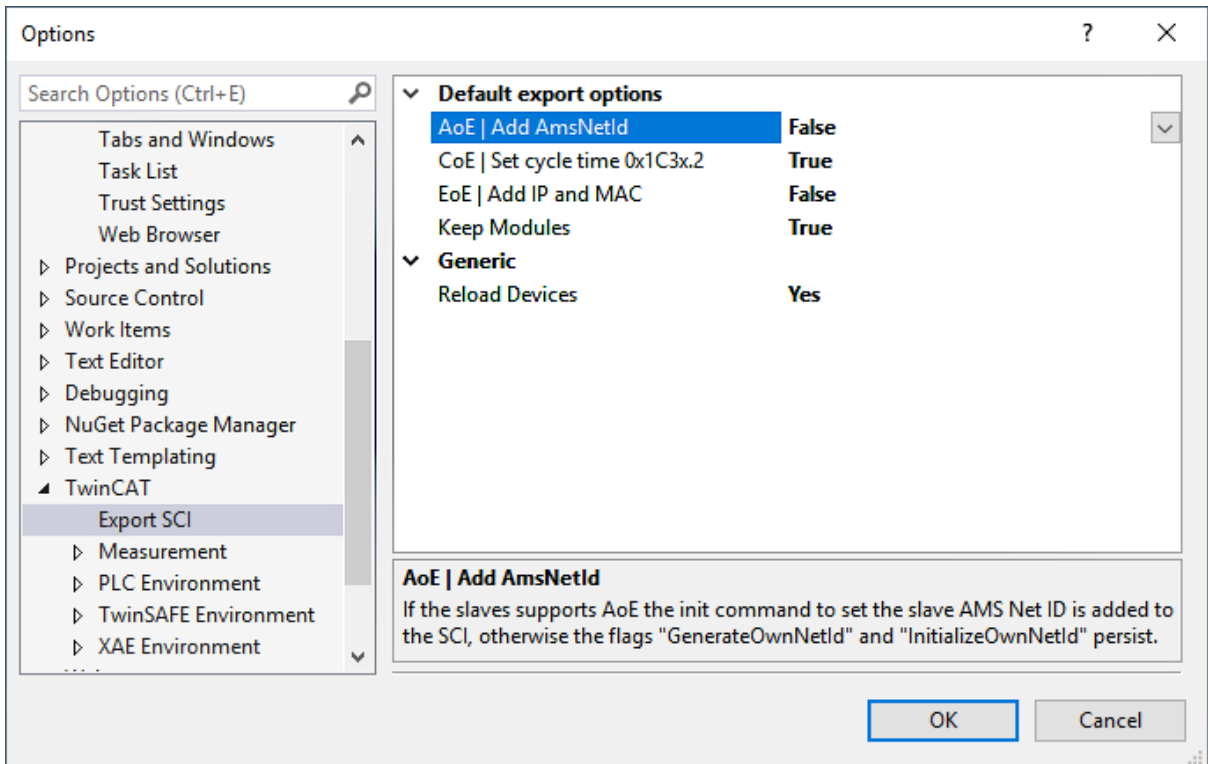 Options
?
Search Options (Ctrl+E)
Tabs and Windows
Task List
Trust Settings
Web Browser
Projects and Solutions
Source Control
Work Items
Text Editor
Debugging
NuGet Package Manager
Text Templating
TwinCAT
Export SCI
Measurement
PLC Environment
TwinSAFE Environment
XAE Environment
Default export options
AoE | Add AmsNetId False
CoE | Set cycle time 0x1C3x.2 True
EoE | Add IP and MAC False
Keep Modules True
Generic
Reload Devices Yes
AoE | Add AmsNetId
If the slaves supports AoE the init command to set the slave AMS Net ID is added to
the SCI, otherwise the flags "GenerateOwnNetId" and "InitializeOwnNetId" persist.
OK Cancel